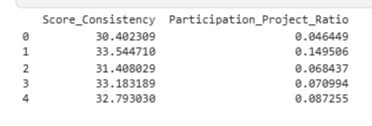 Score_Consistency Participation_Project_Ratio
0 30.402309 0.046449
1 33.544710 0.149506
2 31.408029 0.068437
3 33.183189 0.070994
4 32.793030 0.087255